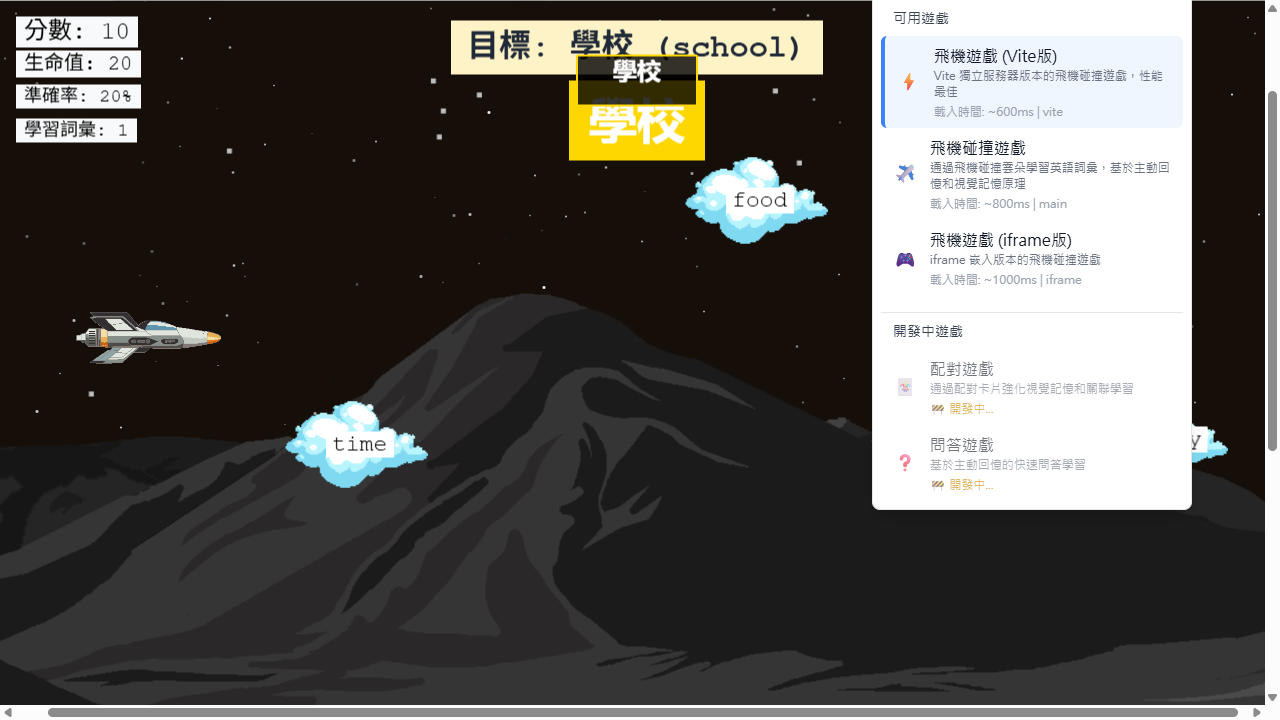 分數: 10
生命值: 20
準確率: 20%
學習詞彙: 1
目標: 學校 (school)
學校
學校
food
time
y
可用遊戲
飛機遊戲 (Vite版)
Vite 獨立服務器版本的飛機碰撞遊戲，性能
最佳
載入時間: ~600ms | vite
飛機碰撞遊戲
通過飛機碰撞雲朵學習英語詞彙，基於主動回
憶和視覺記憶原理
載入時間: ~800ms | main
飛機遊戲 (iframe版)
iframe 嵌入版本的飛機碰撞遊戲
載入時間: ~1000ms | iframe
開發中遊戲
配對遊戲
通過配對卡片強化視覺記憶和關聯學習
🚧 開發中...
問答遊戲
基於主動回憶的快速問答學習
🚧 開發中...